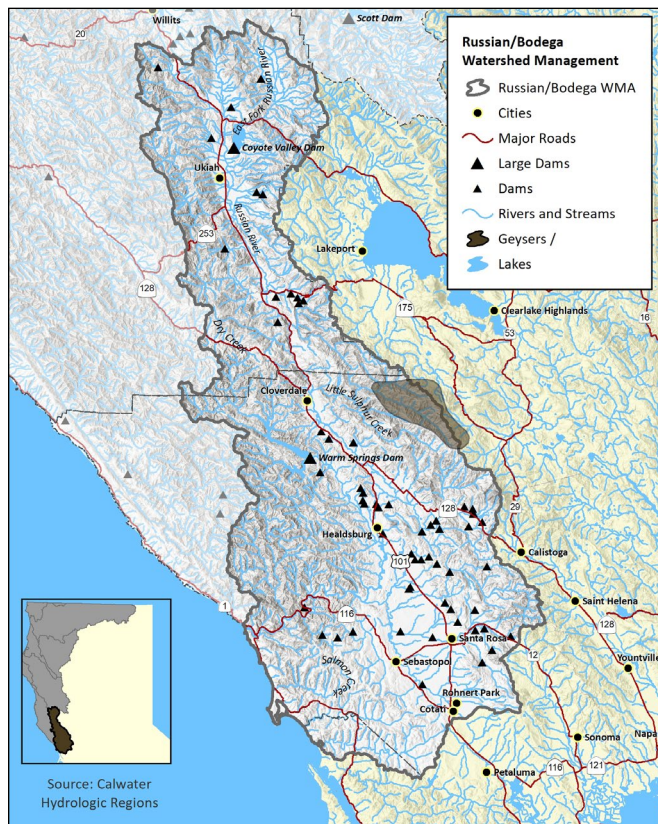 Willits
Scott Dam
20
East Fork Russian River
Coyote Valley Dam
Ukiah
Russian River
253
128
Lakeport
Clearlake Highlands
175
53
16
Dry Creek
Cloverdale
Little Sulphur Creek
Warm Springs Dam
128
29
Healdsburg
101
Calistoga
Saint Helena
128
1
116
Santa Rosa
12
Sebastopol
Yountville
Salmon Creek
Rohnert Park
Cotati
Sonoma
Napa
Petaluma
116
121
Russian/Bodega
Watershed Management
Russian/Bodega WMA
Cities
Major Roads
Large Dams
Dams
Rivers and Streams
Geysers /
Lakes
Source: Calwater
Hydrologic Regions